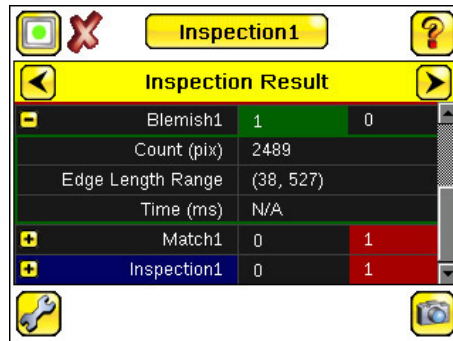 Inspection1
?
Inspection Result
Blemish1 1 0
Count (pix) 2489
Edge Length Range (38, 527)
Time (ms) N/A
Match1 0 1
Inspection1 0 1